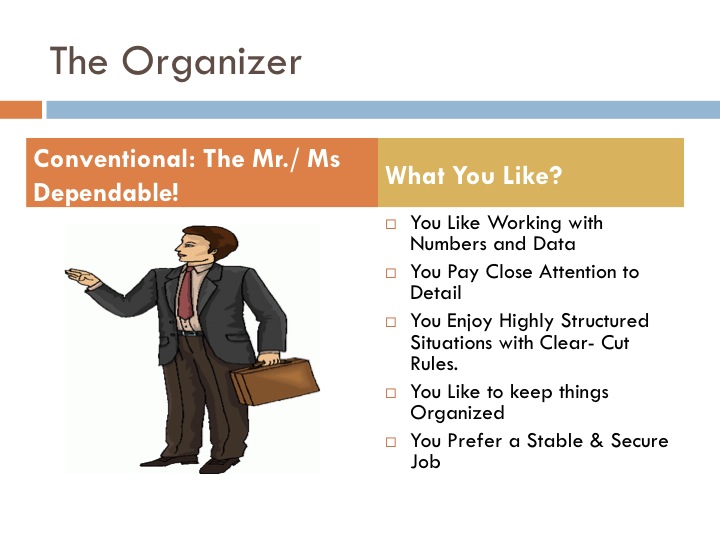 The Organizer
Conventional: The Mr./ Ms
Dependable!
What You Like?
You Like Working with
Numbers and Data
You Pay Close Attention to
Detail
You Enjoy Highly Structured
Situations with Clear- Cut
Rules.
You Like to keep things
Organized
You Prefer a Stable & Secure
Job